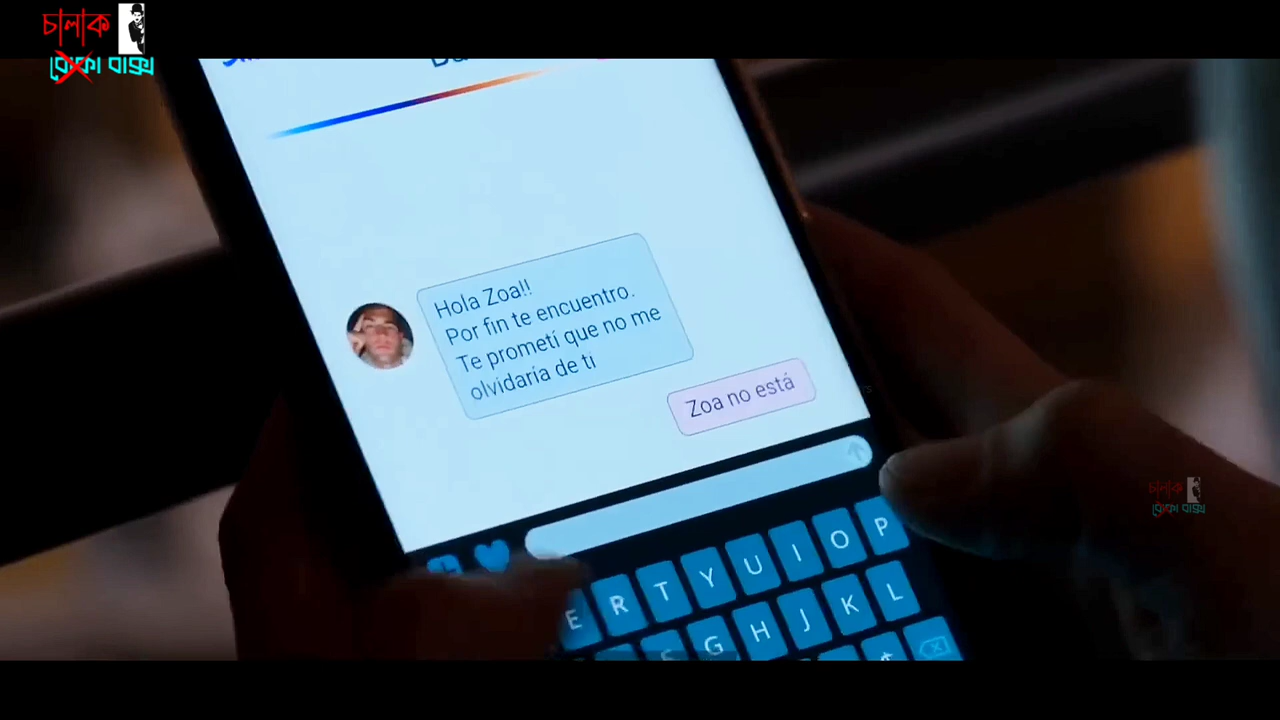 চালাক
বোকা বাক্স
Hola Zoa!!
Por fin te encuentro.
Te prometí que no me
olvidaría de ti
Zoa no está
E R T Y U I O P
G H J K L
চালাক
বোকা বাক্স